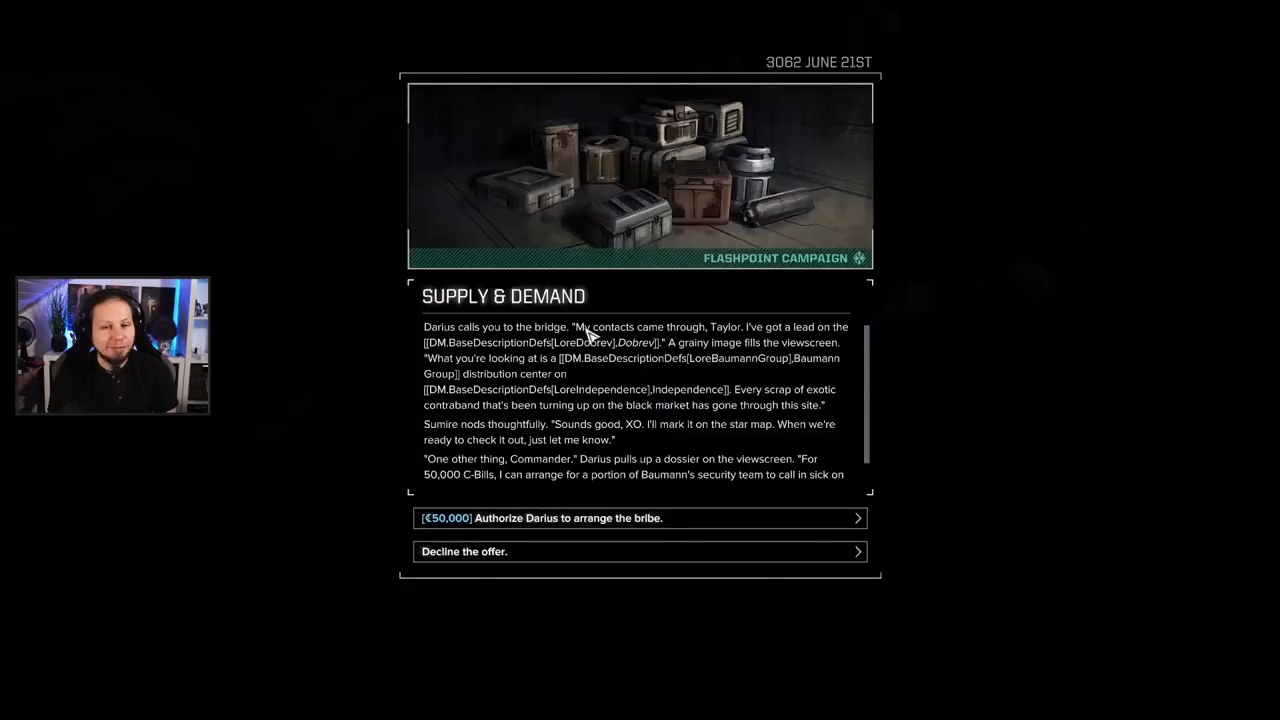 3062 JUNE 21ST
FLASHPOINT CAMPAIGN
SUPPLY & DEMAND
Darius calls you to the bridge. "My contacts came through, Taylor. I've got a lead on the
[[DM.BaseDescriptionDefs[LoreDobrev],Dobrev]]." A grainy image fills the viewscreen.
"What you're looking at is a [[DM.BaseDescriptionDefs[LoreBaumannGroup],Baumann
Group]] distribution center on
[[DM.BaseDescriptionDefs[LoreIndependence],Independence]]. Every scrap of exotic
contraband that's been turning up on the black market has gone through this site."
Sumire nods thoughtfully. "Sounds good, XO. I'll mark it on the star map. When we're
ready to check it out, just let me know."
"One other thing, Commander." Darius pulls up a dossier on the viewscreen. "For
50,000 C-Bills, I can arrange for a portion of Baumann's security team to call in sick on
[₡50,000] Authorize Darius to arrange the bribe.
Decline the offer.